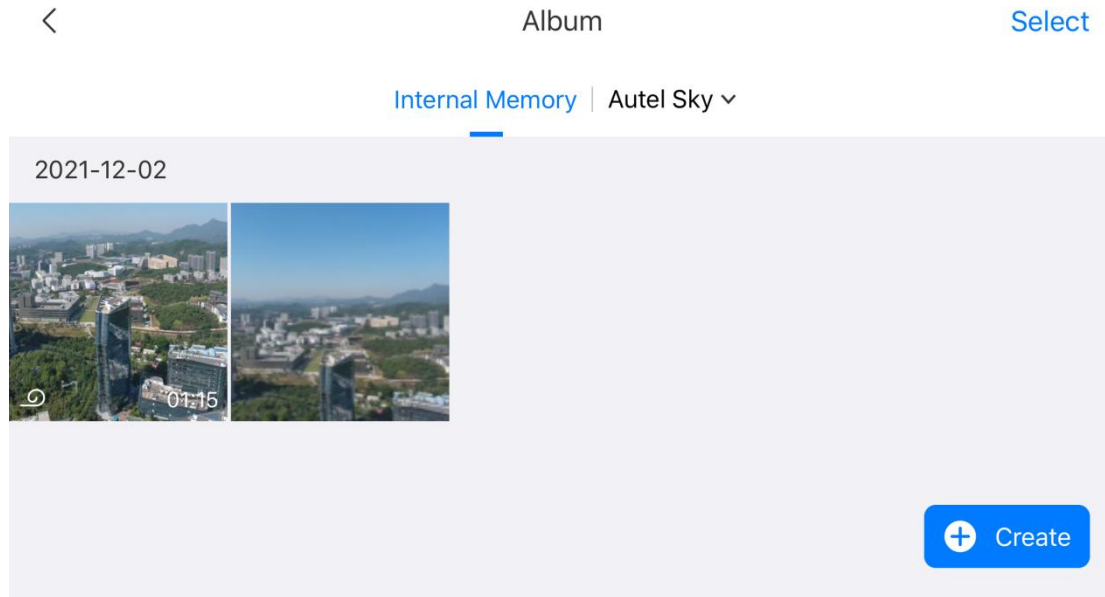 Album
Select
Internal Memory
Autel Sky
2021-12-02
01:15
Create